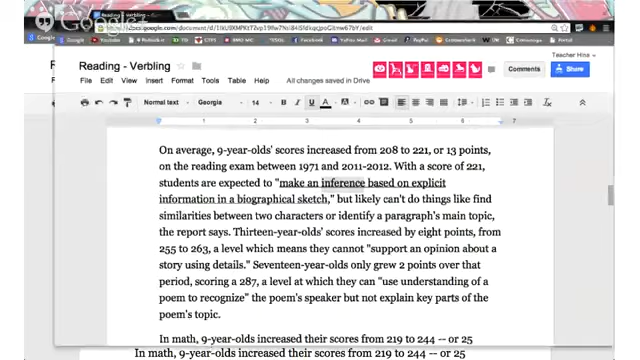 Reading - Verbling
Teacher Hins
File Edit View Insert Format Tools Table Help All changes saved in Drive
Comments
Share
Normal text Georgia 14 B I U A More
On average, 9-year-olds' scores increased from 208 to 221, or 13 points,
on the reading exam between 1971 and 2011-2012. With a score of 221,
students are expected to "make an inference based on explicit
information in a biographical sketch," but likely can't do things like find
similarities between two characters or identify a paragraph's main topic,
the report says. Thirteen-year-olds' scores increased by eight points, from
255 to 263, a level which means they cannot "support an opinion about a
story using details." Seventeen-year-olds only grew 2 points over that
period, scoring a 287, a level at which they can "use understanding of a
poem to recognize" the poem's speaker but not explain key parts of the
poem's topic.
In math, 9-year-olds increased their scores from 219 to 244 -- or 25
In math, 9-year-olds increased their scores from 219 to 244 -- or 25